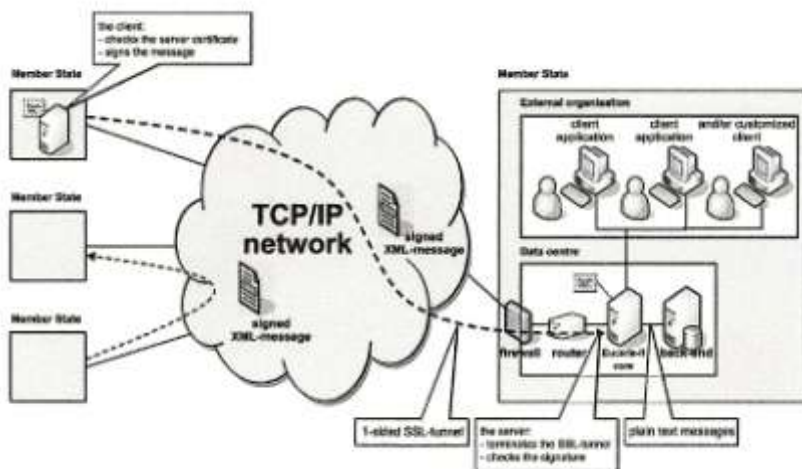 the client:
- checks the server certificate
- signs the message
Member State
Member State
External organisation
client
application
client
application
and/or customized
client
Member State
TCP/IP
network
signed
XML-message
signed
XML-message
Data centre
Member State
firewall
router
Eucaris-II
core
back-end
1-sided SSL-tunnel
the server:
- terminates the SSL-tunnel
- checks the signature
plain text messages